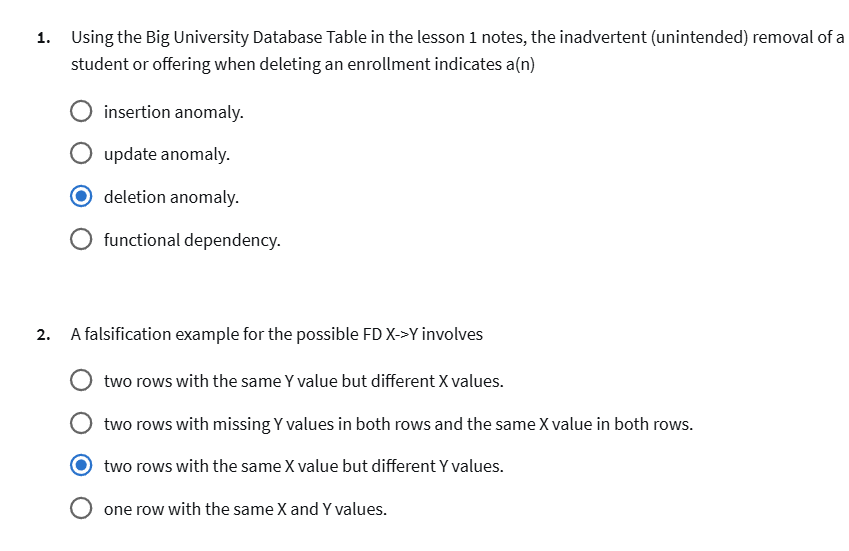 1. Using the Big University Database Table in the lesson 1 notes, the inadvertent (unintended) removal of a
student or offering when deleting an enrollment indicates a(n)
insertion anomaly.
update anomaly.
deletion anomaly.
functional dependency.
2. A falsification example for the possible FD X->Y involves
two rows with the same Y value but different X values.
two rows with missing Y values in both rows and the same X value in both rows.
two rows with the same X value but different Y values.
one row with the same X and Y values.